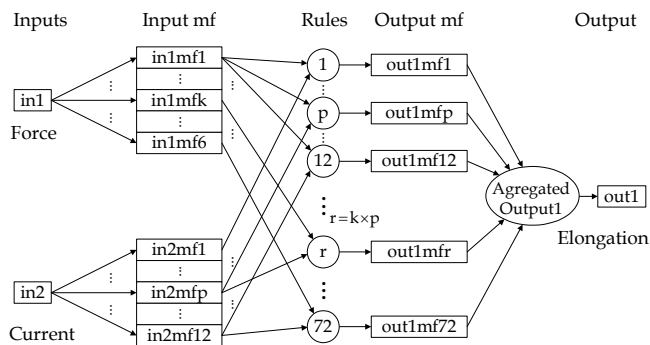 Inputs
Input mf
Rules
Output mf
Output
in1
Force
in1mf1
in1mfk
in1mf6
in2
Current
in2mf1
in2mfp
in2mf12
1
p
12
r=k×p
r
72
out1mf1
out1mfp
out1mf12
out1mfr
out1mf72
Agregated
Output1
out1
Elongation